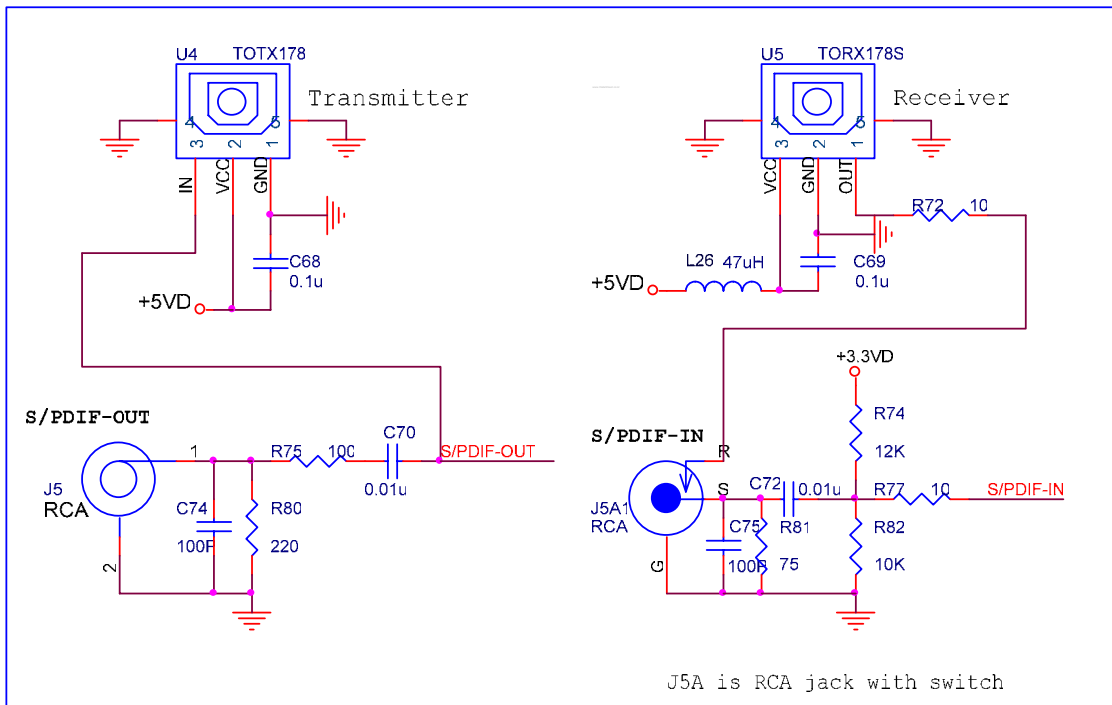 U4 TOTX178
Transmitter
4 5
3 2 1
IN VCC GND
C68
0.1u
+5VD
S/PDIF-OUT
J5
RCA
1
2
R75 100
C70
0.01u
S/PDIF-OUT
C74
100P
R80
220
U5 TORX178S
Receiver
4 5
3 2 1
VCC GND OUT
R72 10
L26 47uH
+5VD
C69
0.1u
+3.3VD
R74
12K
S/PDIF-IN
J5A1
RCA
R
S
G
C72
0.01u
R77 10
S/PDIF-IN
C75
100P
R81
75
R82
10K
J5A is RCA jack with switch